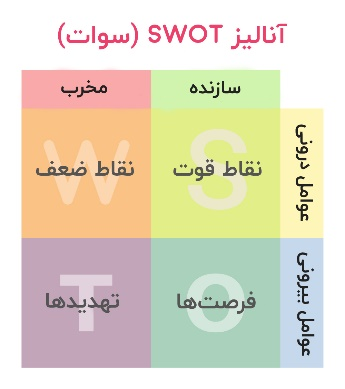 آنالیز SWOT (سوات)
سازنده
مخرب
عوامل درونی
S
نقاط قوت
W
نقاط ضعف
عوامل بیرونی
O
فرصت‌ها
T
تهدیدها